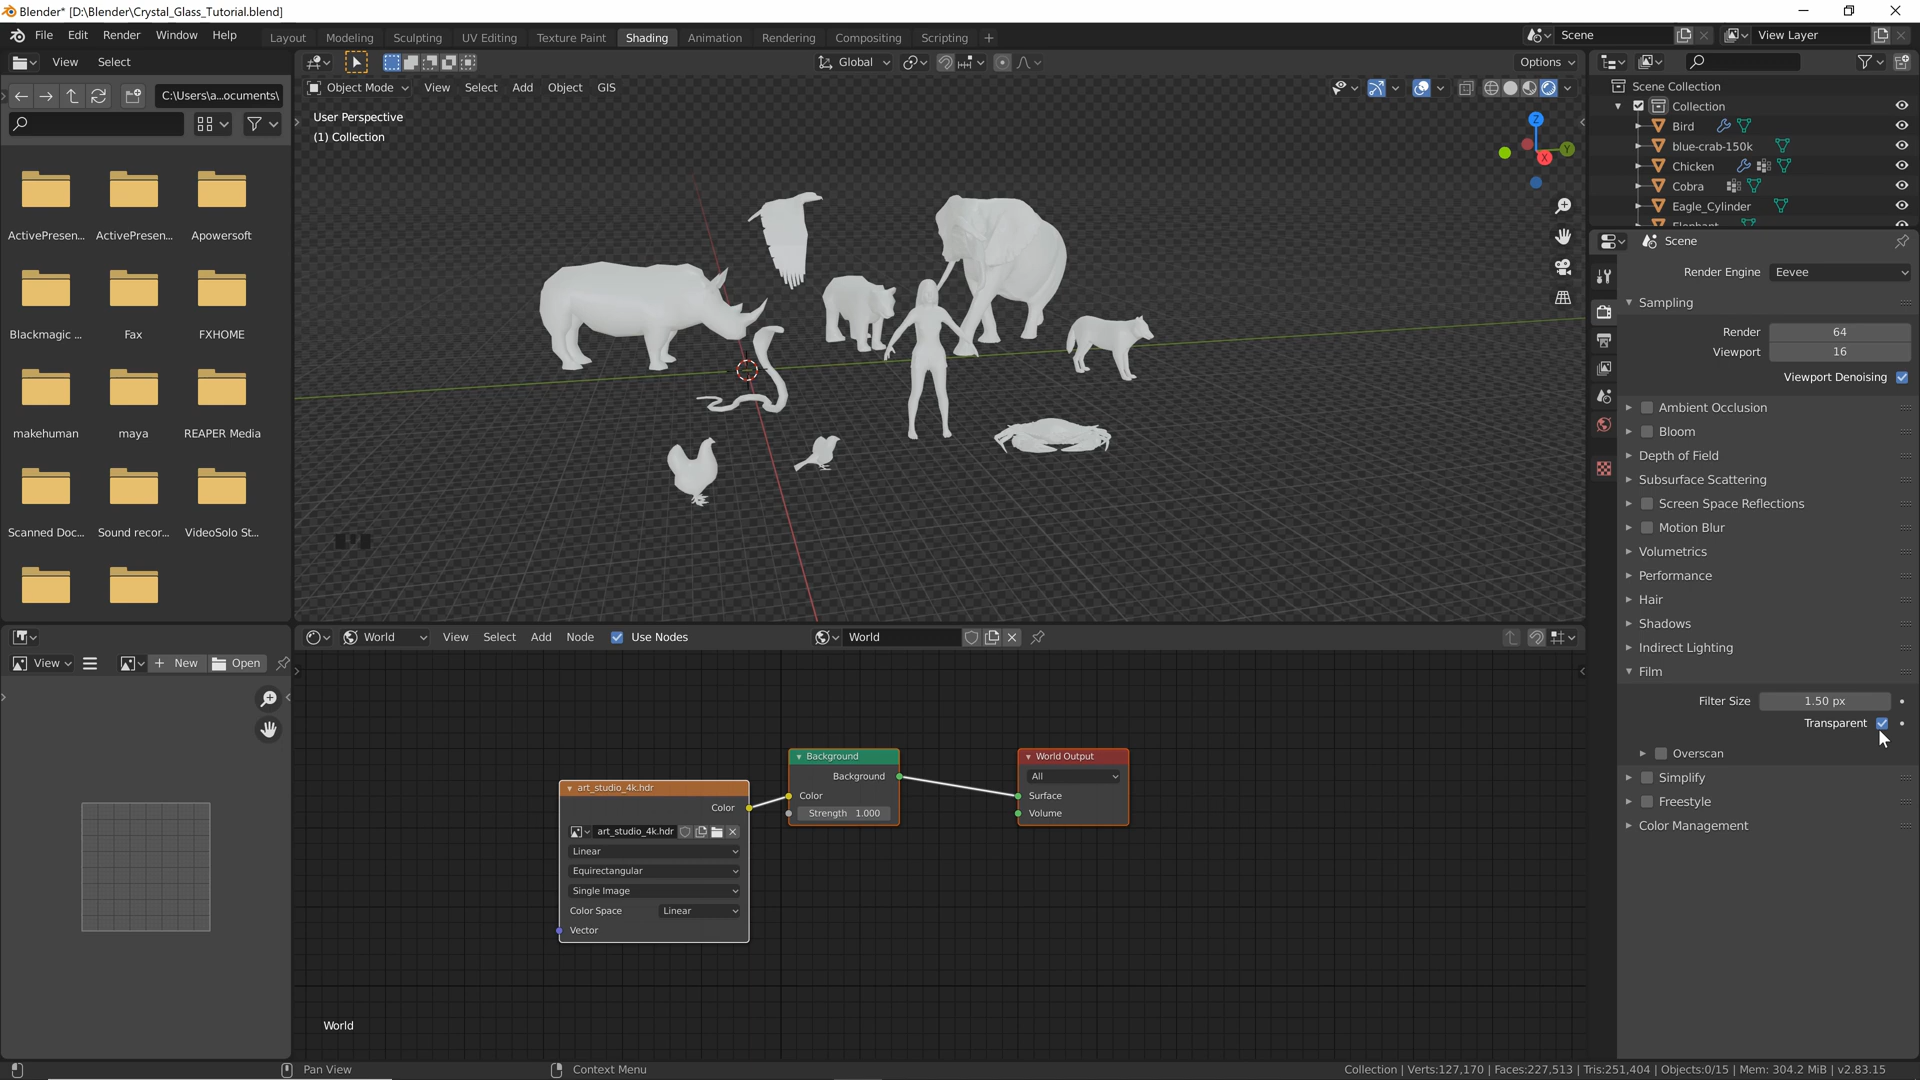 Blender* [D:\Blender\Crystal_Glass_Tutorial.blend]
File Edit Render Window Help
Layout Modeling Sculpting UV Editing Texture Paint Shading Animation Rendering Compositing Scripting +
Scene
View Layer
View Select
Global
Options
C:\Users\a...ocuments\
Object Mode View Select Add Object GIS
User Perspective
(1) Collection
Z
Y
X
ActivePresen...
ActivePresen...
Apowersoft
Blackmagic ...
Fax
FXHOME
makehuman
maya
REAPER Media
Scanned Doc...
Sound recor...
VideoSolo St...
Scene Collection
Collection
Bird
blue-crab-150k
Chicken
Cobra
Eagle_Cylinder
Elephant
Scene
Render Engine Eevee
Sampling
Render 64
Viewport 16
Viewport Denoising
Ambient Occlusion
Bloom
Depth of Field
Subsurface Scattering
Screen Space Reflections
Motion Blur
Volumetrics
Performance
Hair
Shadows
Indirect Lighting
Film
Filter Size 1.50 px
Transparent
Overscan
Simplify
Freestyle
Color Management
View
New
Open
World View Select Add Node Use Nodes
World
art_studio_4k.hdr
Color
art_studio_4k.hdr
Linear
Equirectangular
Single Image
Color Space Linear
Vector
Background
Background
Color
Strength 1.000
World Output
All
Surface
Volume
World
Pan View
Context Menu
Collection | Verts:127,170 | Faces:227,513 | Tris:251,404 | Objects:0/15 | Mem: 304.2 MiB | v2.83.15